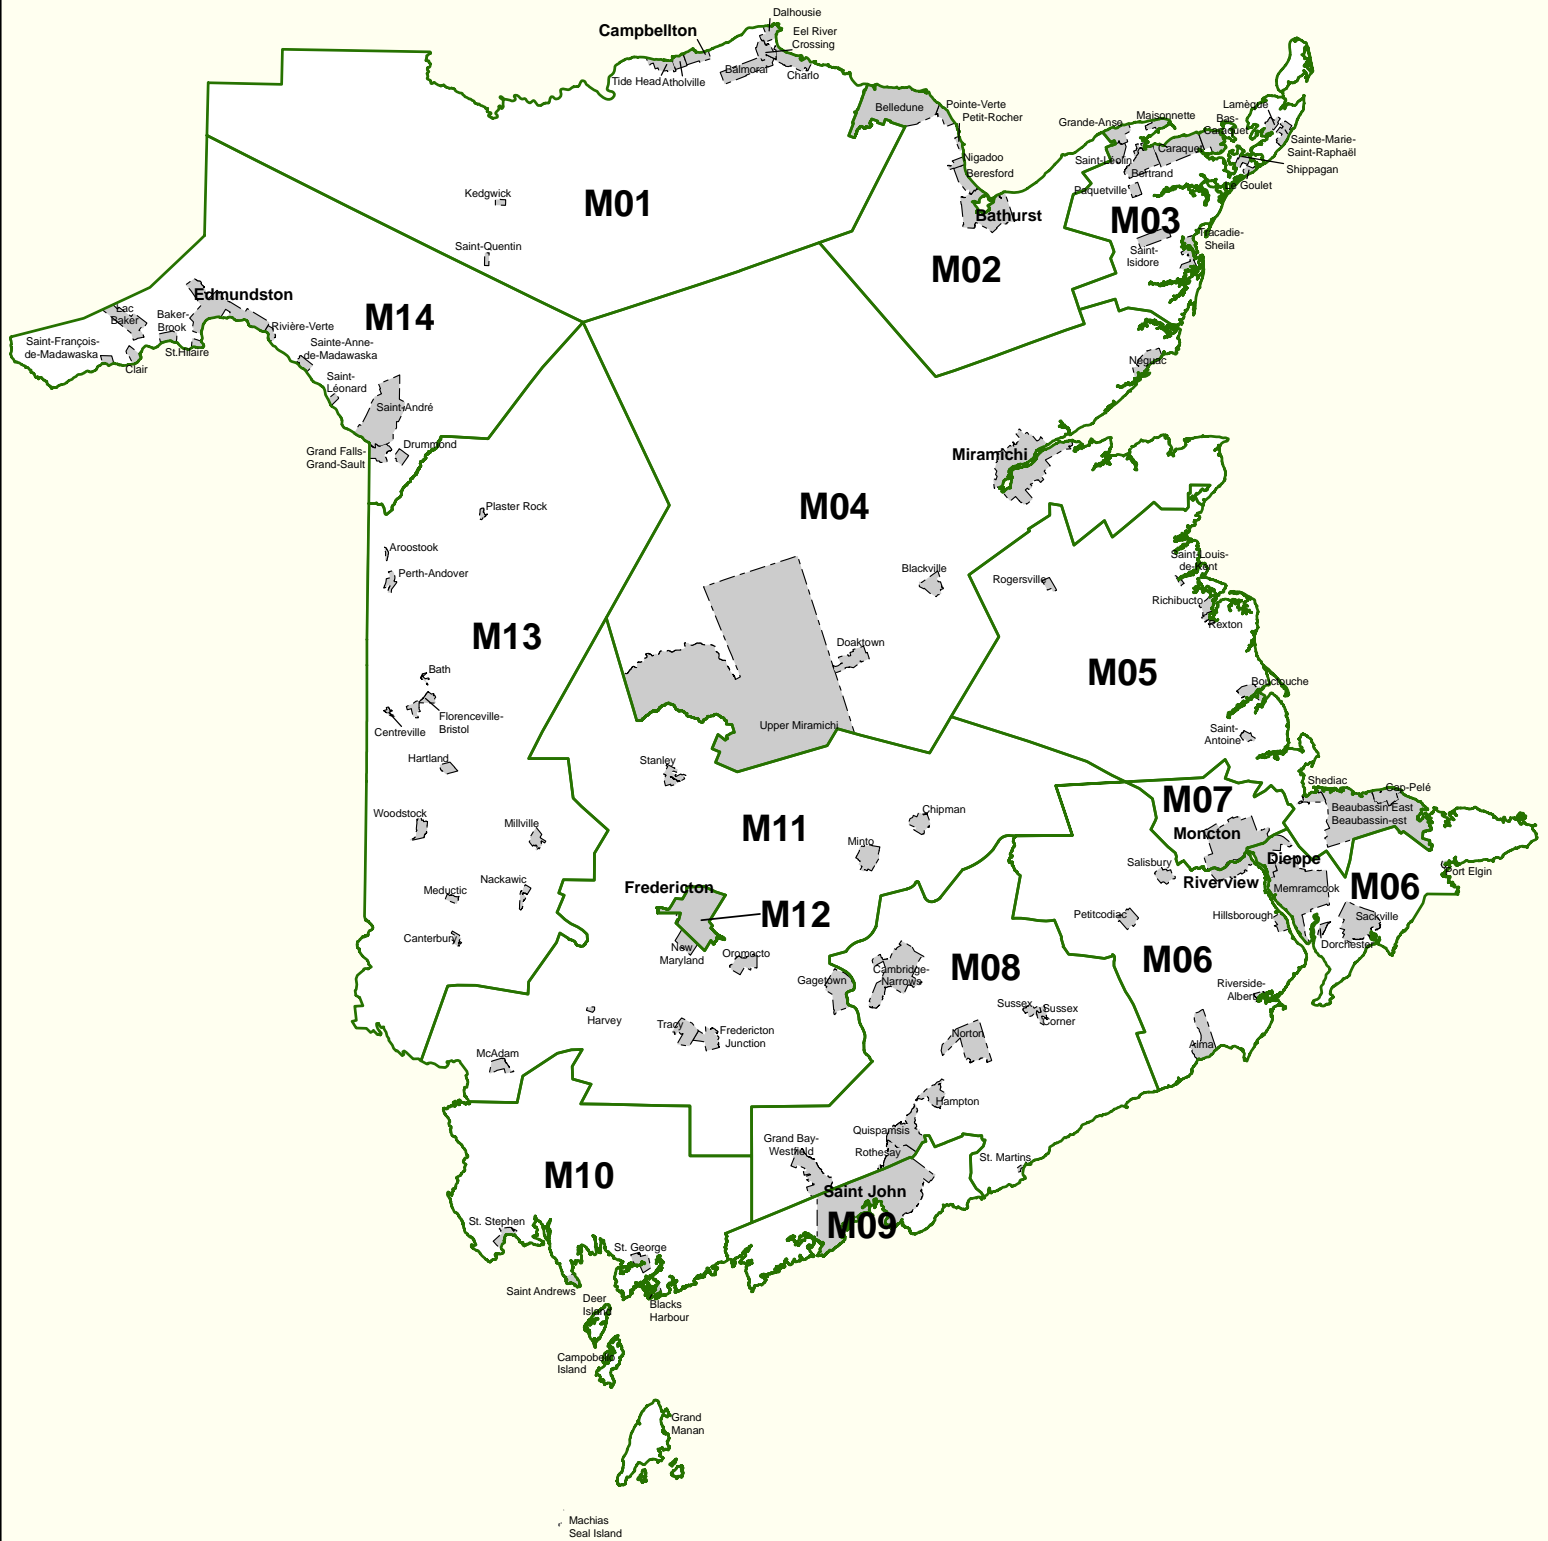 Dalhousie
Campbellton
Eel River
Crossing
Tide Head
Atholville
Balmoral
Charlo
Belledune
Pointe-Verte
Petit-Rocher
Nigadoo
Beresford
Bathurst
Grande-Anse
Maisonnette
Bas-
Caraquet
Lamèque
Sainte-Marie-
Saint-Raphaël
Shippagan
Le Goulet
Saint-Léolin
Caraquet
Bertrand
Paquetville
M03
Tracadie-
Sheila
Saint-
Isidore
M01
Kedgwick
Saint-Quentin
M02
M14
Edmundston
Lac
Baker
Baker-
Brook
Saint-François-
de-Madawaska
Clair
St.Hilaire
Rivière-Verte
Sainte-Anne-
de-Madawaska
Saint-
Léonard
Saint-André
Grand Falls-
Grand-Sault
Drummond
Neguac
Miramichi
M04
Plaster Rock
Aroostook
Perth-Andover
Blackville
Rogersville
Saint-Louis-
de-Kent
Richibucto
Rexton
M13
Doaktown
M05
Bath
Florenceville-
Bristol
Centreville
Bouctouche
Upper Miramichi
Saint-
Antoine
Hartland
Stanley
Shediac
Cap-Pelé
Beaubassin East
Beaubassin-est
M07
Moncton
Woodstock
Millville
M11
Chipman
Minto
Salisbury
Dieppe
Riverview
Memramcook
M06
Port Elgin
Meductic
Nackawic
Fredericton
M12
Petitcodiac
Hillsborough
Sackville
Dorchester
Canterbury
New
Maryland
Oromocto
Gagetown
Cambridge-
Narrows
M08
M06
Riverside-
Albert
Harvey
Tracy
Fredericton
Junction
Sussex
Sussex
Corner
Norton
Alma
McAdam
Hampton
Quispamsis
Grand Bay-
Westfield
Rothesay
St. Martins
M10
Saint John
M09
St. Stephen
St. George
Saint Andrews
Deer
Island
Blacks
Harbour
Campobello
Island
Grand
Manan
Machias
Seal Island